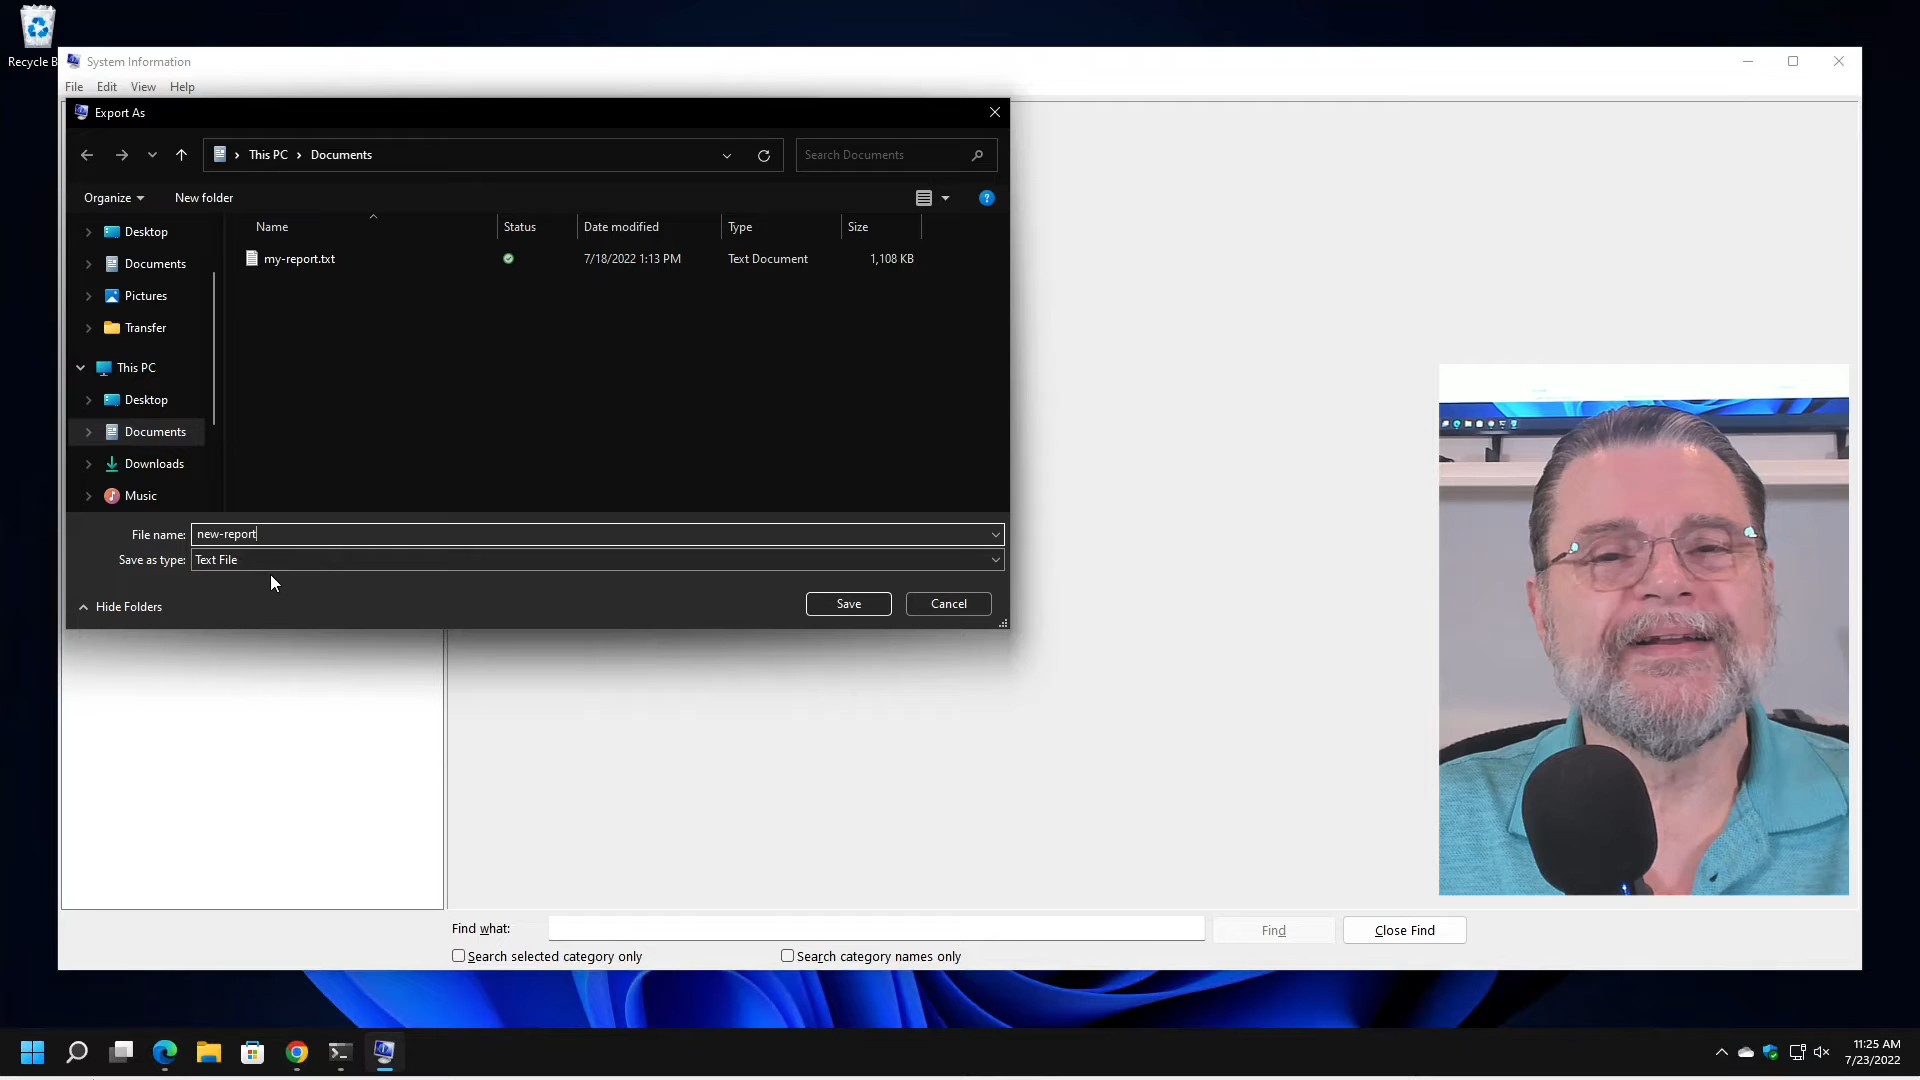 Recycle B
System Information
File Edit View Help
Export As
This PC > Documents
Search Documents
Organize New folder
Name Status Date modified Type Size
my-report.txt 7/18/2022 1:13 PM Text Document 1,108 KB
Desktop
Documents
Pictures
Transfer
This PC
Desktop
Documents
Downloads
Music
File name: new-report
Save as type: Text File
Hide Folders Save Cancel
Find what: Find Close Find
Search selected category only Search category names only
11:25 AM
7/23/2022